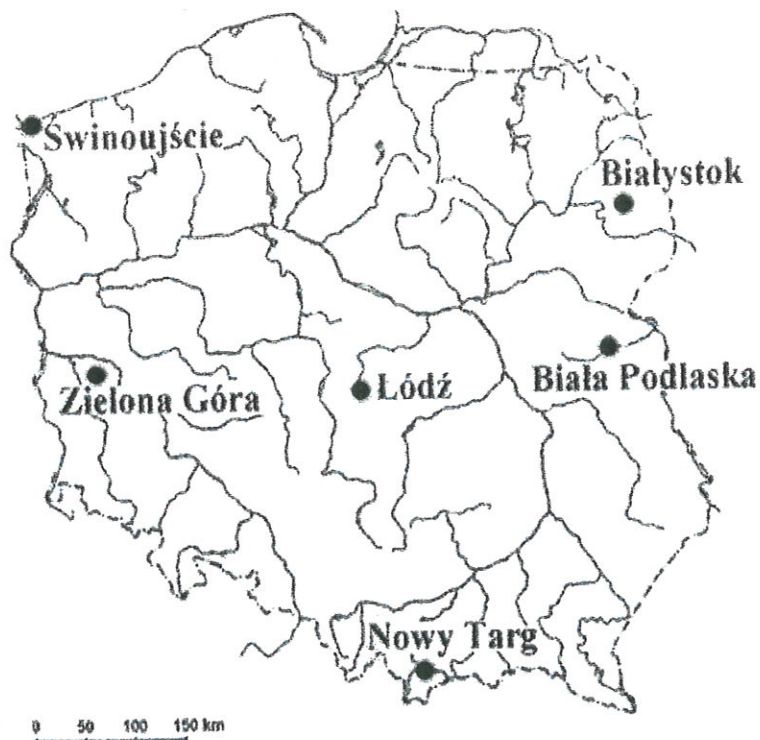 Swinoujście
Białystok
Zielona Góra
Łódź
Biała Podlaska
Nowy Targ
0 50 100 150 km